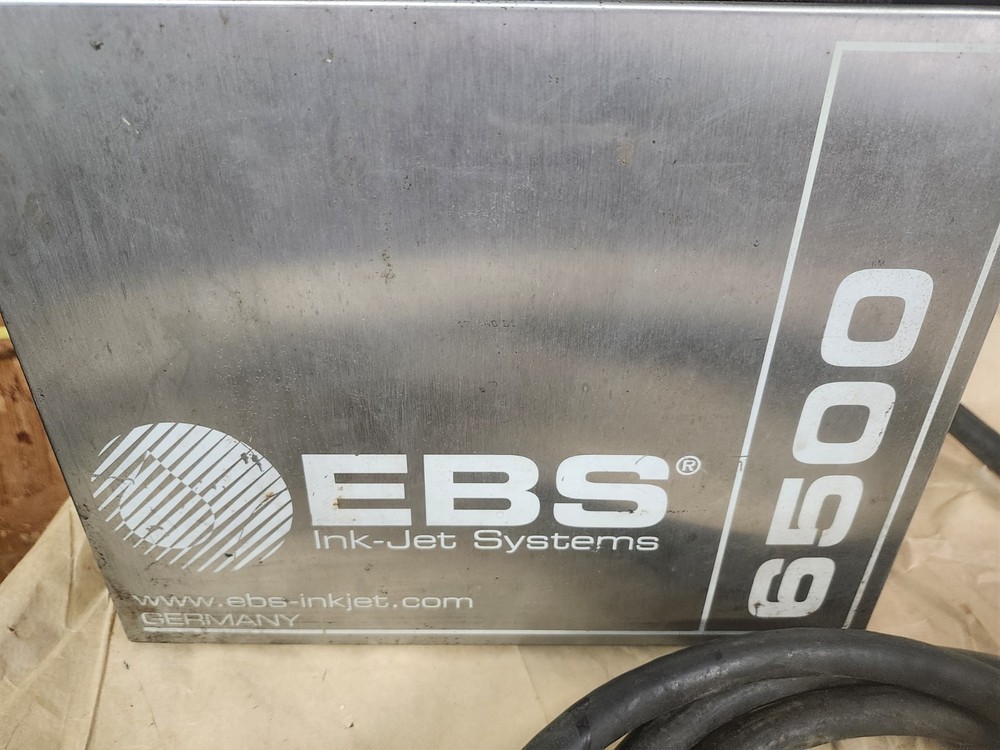 EBS®
Ink-Jet Systems
www.ebs-inkjet.com
GERMANY
6500